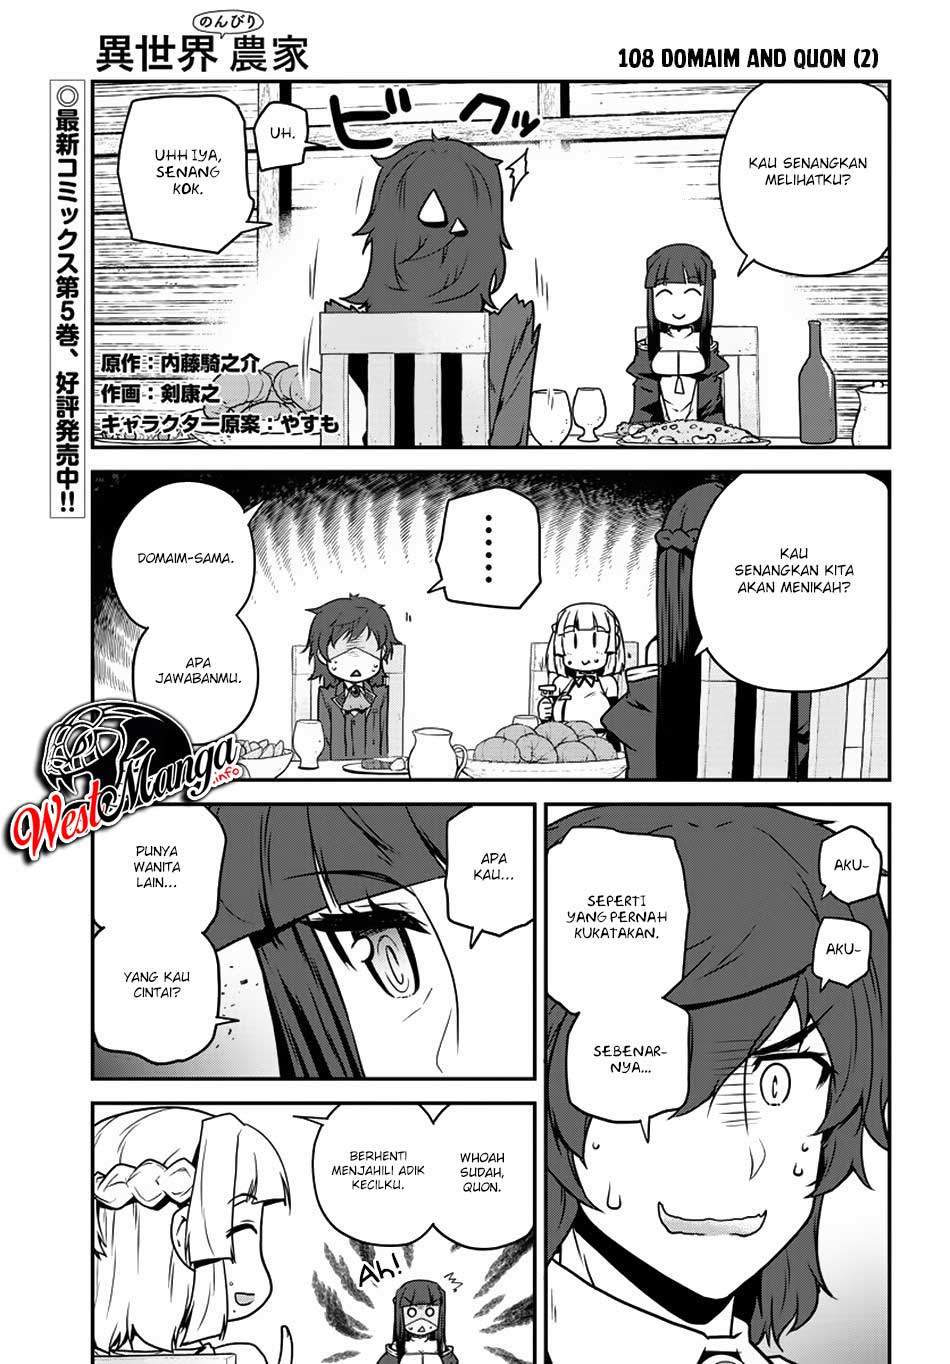 異世界
のんびり
農家
108 DOMAIM AND QUON (2)
◎最新コミックス第5巻、好評発売中!!
KAU SENANGKAN
MELIHATKU?
ビクッ
UH.
UHH IYA,
SENANG
KOK.
原作：内藤騎之介
作画：剣康之
キャラクター原案：やすも
KAU
SENANGKAN KITA
AKAN MENIKAH?
......
DOMAIM-SAMA.
APA
JAWABANMU.
WestManga
.info
AKU-
AKU-
SEPERTI
YANG PERNAH
KUKATAKAN.
SEBENAR-
NYA...
APA
KAU...
PUNYA
WANITA
LAIN...
YANG KAU
CINTAI?
WHOAH
SUDAH,
QUON.
BERHENTI
MENJAHILI ADIK
KECILKU.
Ah!